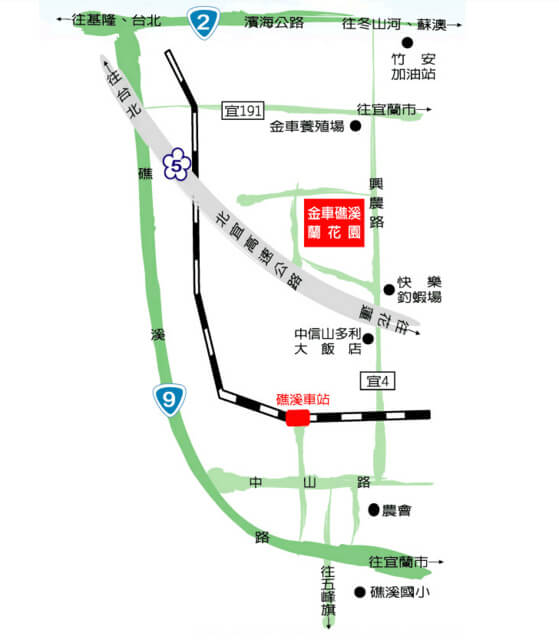 ←往基隆、台北
2
濱海公路
往冬山河、蘇澳→
竹安
加油站
往台北
宜191
往宜蘭市→
金車養殖場
礁
5
興農路
金車礁溪
蘭花園
北宜高速公路
快樂
釣蝦場
往花蓮
溪
中信山多利
大飯店
宜4
9
礁溪車站
中山路
農會
路
往宜蘭市→
往五峰旗
礁溪國小